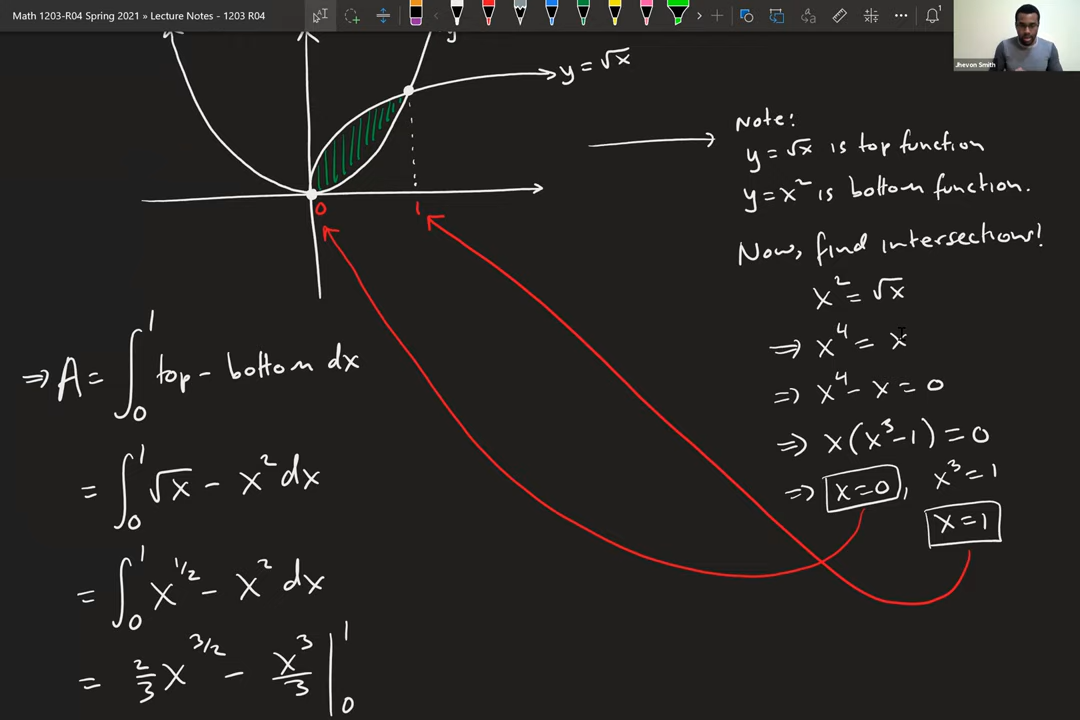 Math 1203-R04 Spring 2021 » Lecture Notes - 1203 R04
Jhevon Smith
y = √x
0
1
Note:
y = √x is top function
y = x² is bottom function.
Now, find intersections!
x² = √x
⇒ x⁴ = x
⇒ x⁴ - x = 0
⇒ x(x³-1) = 0
⇒ x=0, x³ = 1
x=1
⇒ A = ∫₀¹ top - bottom dx
= ∫₀¹ √x - x² dx
= ∫₀¹ x^(1/2) - x² dx
= 2/3 x^(3/2) - x³/3 |₀¹